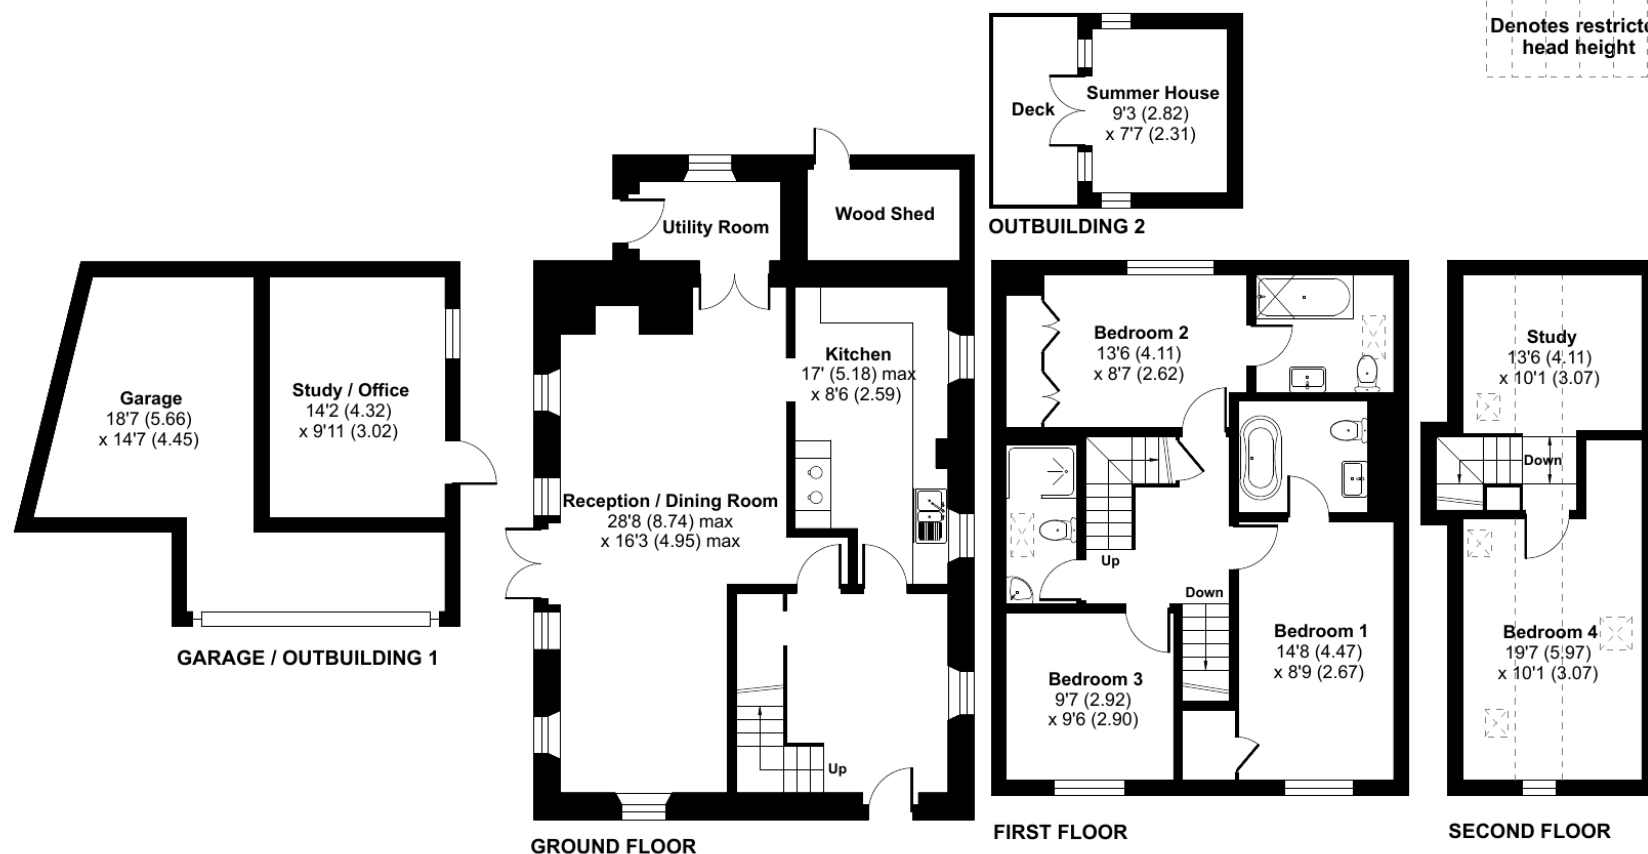 Denotes restricte
head height
Summer House
9'3 (2.82)
x 7'7 (2.31)
Deck
OUTBUILDING 2
Utility Room
Wood Shed
Garage
18'7 (5.66)
x 14'7 (4.45)
Study / Office
14'2 (4.32)
x 9'11 (3.02)
GARAGE / OUTBUILDING 1
Kitchen
17' (5.18) max
x 8'6 (2.59)
Reception / Dining Room
28'8 (8.74) max
x 16'3 (4.95) max
Up
GROUND FLOOR
Bedroom 2
13'6 (4.11)
x 8'7 (2.62)
Up
Down
Bedroom 1
14'8 (4.47)
x 8'9 (2.67)
Bedroom 3
9'7 (2.92)
x 9'6 (2.90)
FIRST FLOOR
Study
13'6 (4.11)
x 10'1 (3.07)
Down
Bedroom 4
19'7 (5.97)
x 10'1 (3.07)
SECOND FLOOR